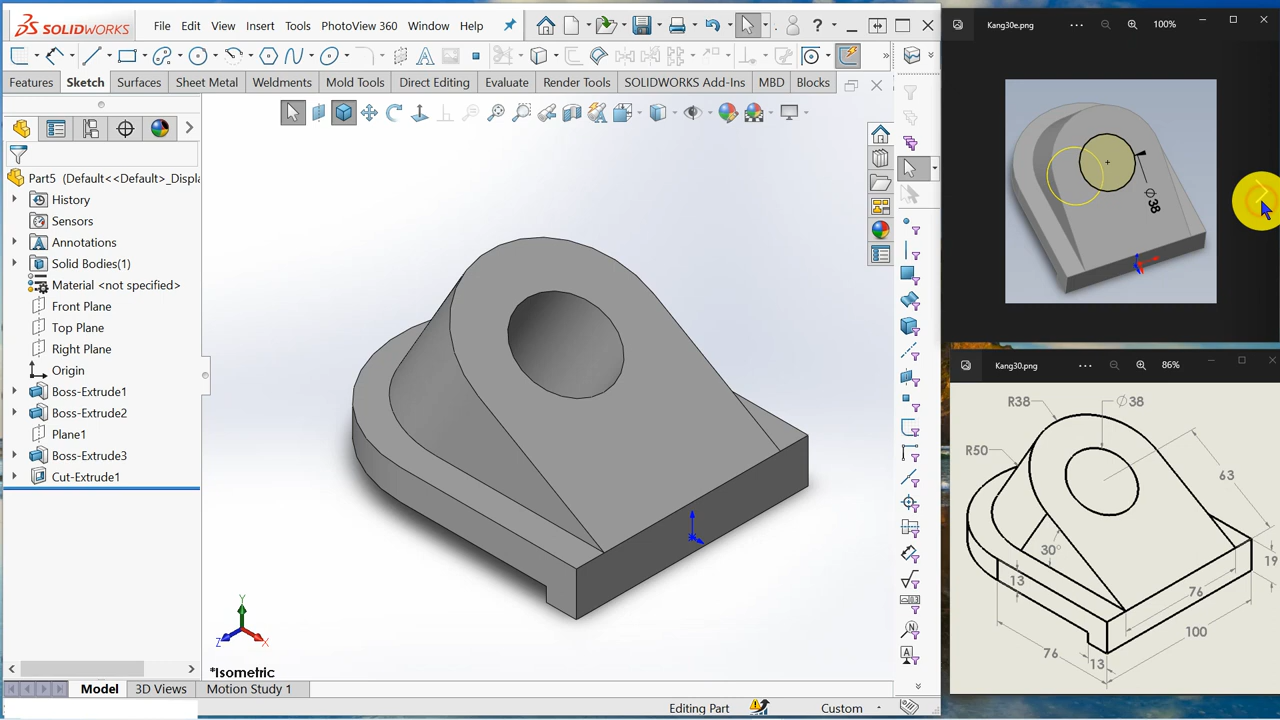 SOLIDWORKS File Edit View Insert Tools PhotoView 360 Window Help ?
Features Sketch Surfaces Sheet Metal Weldments Mold Tools Direct Editing Evaluate Render Tools SOLIDWORKS Add-Ins MBD Blocks
Part5 (Default<<Default>_Displa
History
Sensors
Annotations
Solid Bodies(1)
Material <not specified>
Front Plane
Top Plane
Right Plane
Origin
Boss-Extrude1
Boss-Extrude2
Plane1
Boss-Extrude3
Cut-Extrude1
Y
Z X
*Isometric
Model 3D Views Motion Study 1
Editing Part Custom
Kang30e.png 100%
∅38
Kang30.png 86%
R38 ∅38
R50
63
30°
13 19
76
100
76 13